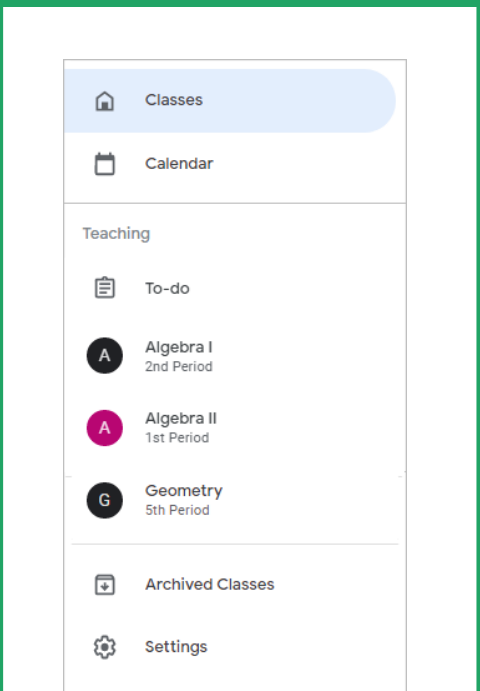 Classes
Calendar
Teaching
To-do
A
Algebra I
2nd Period
A
Algebra II
1st Period
G
Geometry
5th Period
Archived Classes
Settings